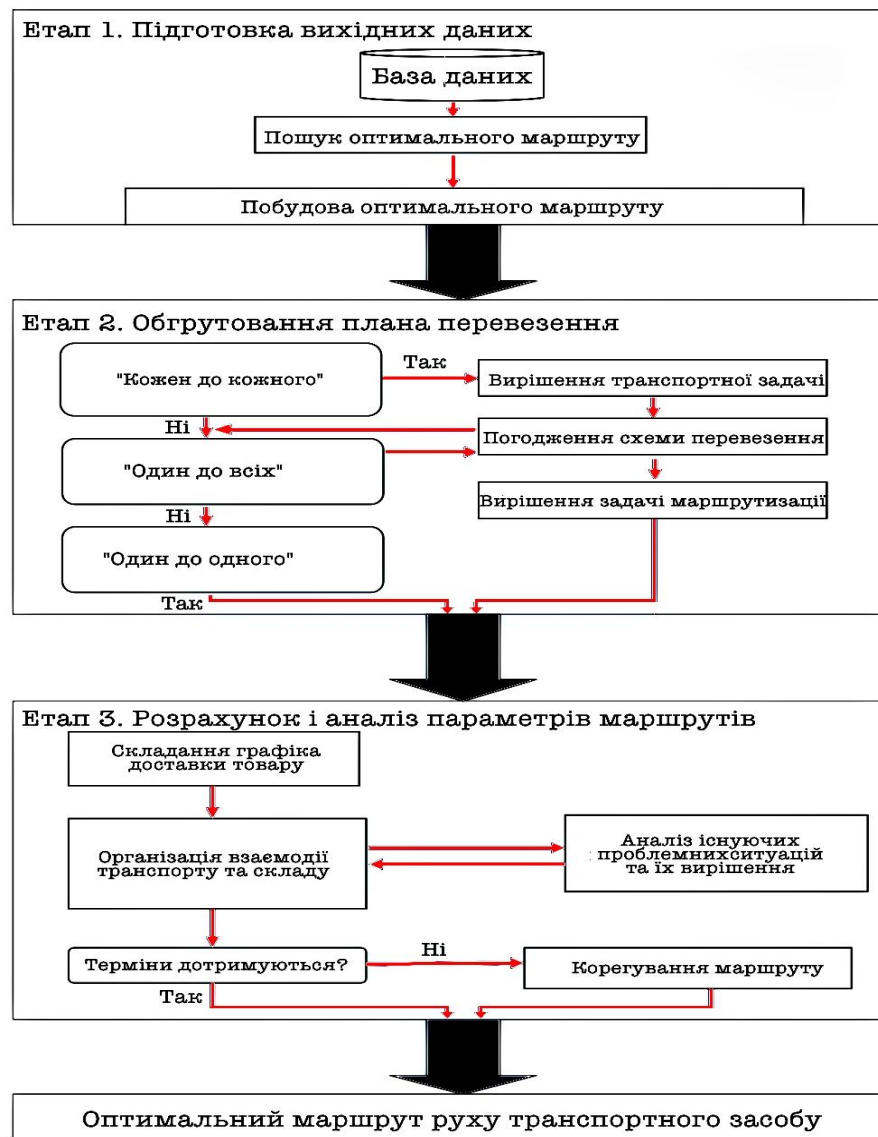 Етап 1. Підготовка вихідних даних
База даних
Пошук оптимального маршруту
Побудова оптимального маршруту
Етап 2. Обгрутовання плана перевезення
"Кожен до кожного"
Так
Вирішення транспортної задачі
Ні
Погодження схеми перевезення
"Один до всіх"
Вирішення задачі маршрутизації
Ні
"Один до одного"
Так
Етап 3. Розрахунок і аналіз параметрів маршрутів
Складання графіка
доставки товару
Організація взаємодії
транспорту та складу
Аналіз існуючих
проблемнихситуацій
та їх вирішення
Терміни дотримуються?
Ні
Корегування маршруту
Так
Оптимальний маршрут руху транспортного засобу